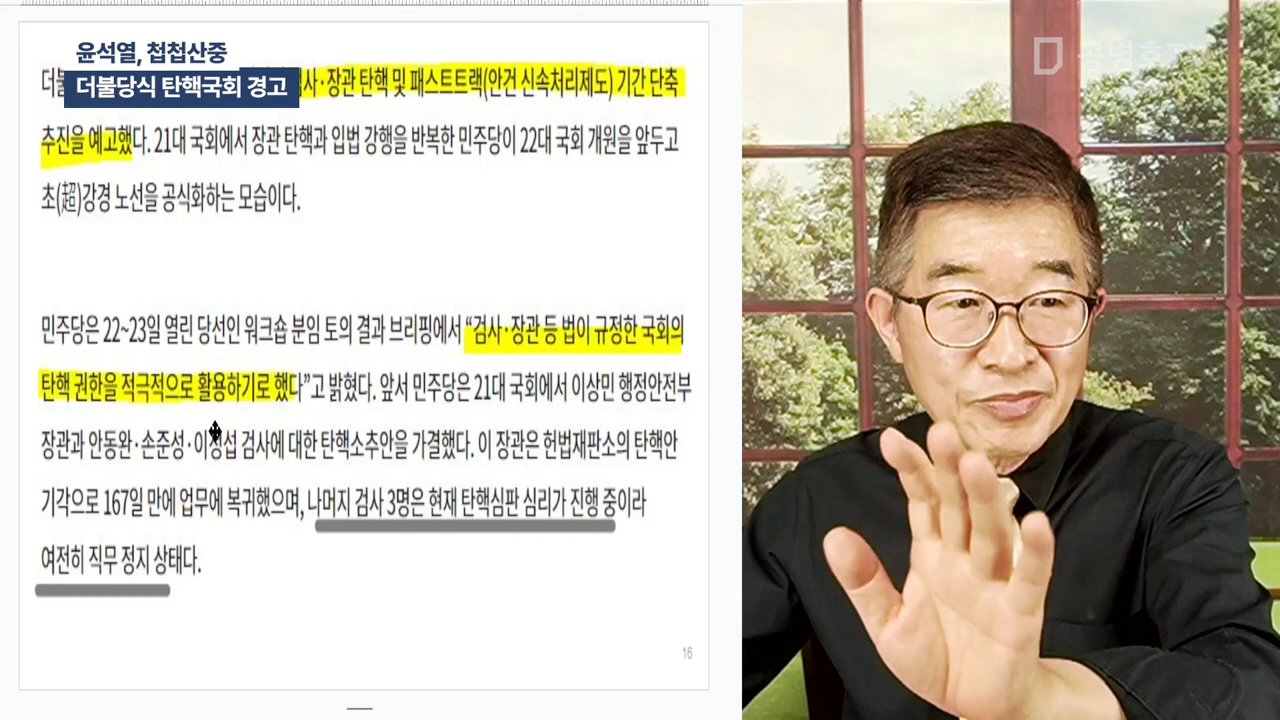 윤석열, 첩첩산중
더불당식 탄핵국회 경고
더불
사·장관 탄핵 및 패스트트랙(안건 신속처리제도) 기간 단축
추진을 예고했다. 21대 국회에서 장관 탄핵과 입법 강행을 반복한 민주당이 22대 국회 개원을 앞두고
초(超)강경 노선을 공식화하는 모습이다.
민주당은 22~23일 열린 당선인 워크숍 분임 토의 결과 브리핑에서 “검사·장관 등 법이 규정한 국회의
탄핵 권한을 적극적으로 활용하기로 했다”고 밝혔다. 앞서 민주당은 21대 국회에서 이상민 행정안전부
장관과 안동완·손준성·이정섭 검사에 대한 탄핵소추안을 가결했다. 이 장관은 헌법재판소의 탄핵안
기각으로 167일 만에 업무에 복귀했으며, 나머지 검사 3명은 현재 탄핵심판 심리가 진행 중이라
여전히 직무 정지 상태다.
16
공병호TV